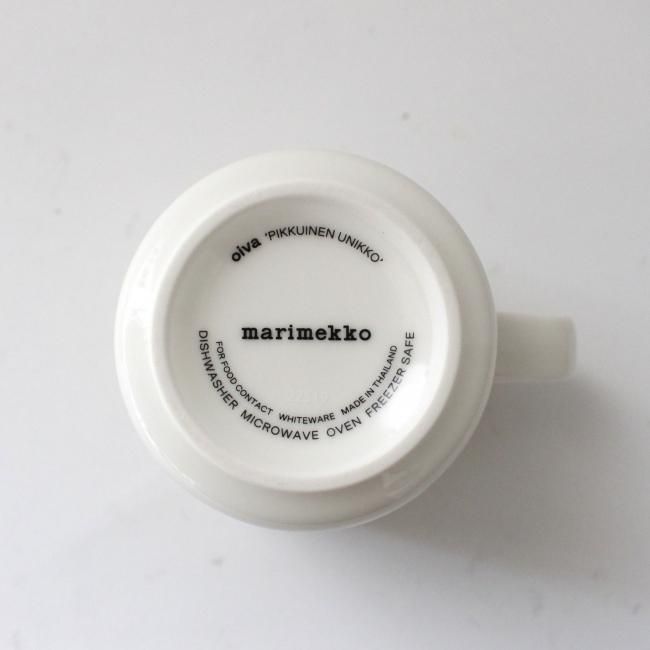 oiva 'PIKKUINEN UNIKKO'
marimekko
FOR FOOD CONTACT WHITEWARE MADE IN THAILAND
DISHWASHER MICROWAVE OVEN FREEZER SAFE